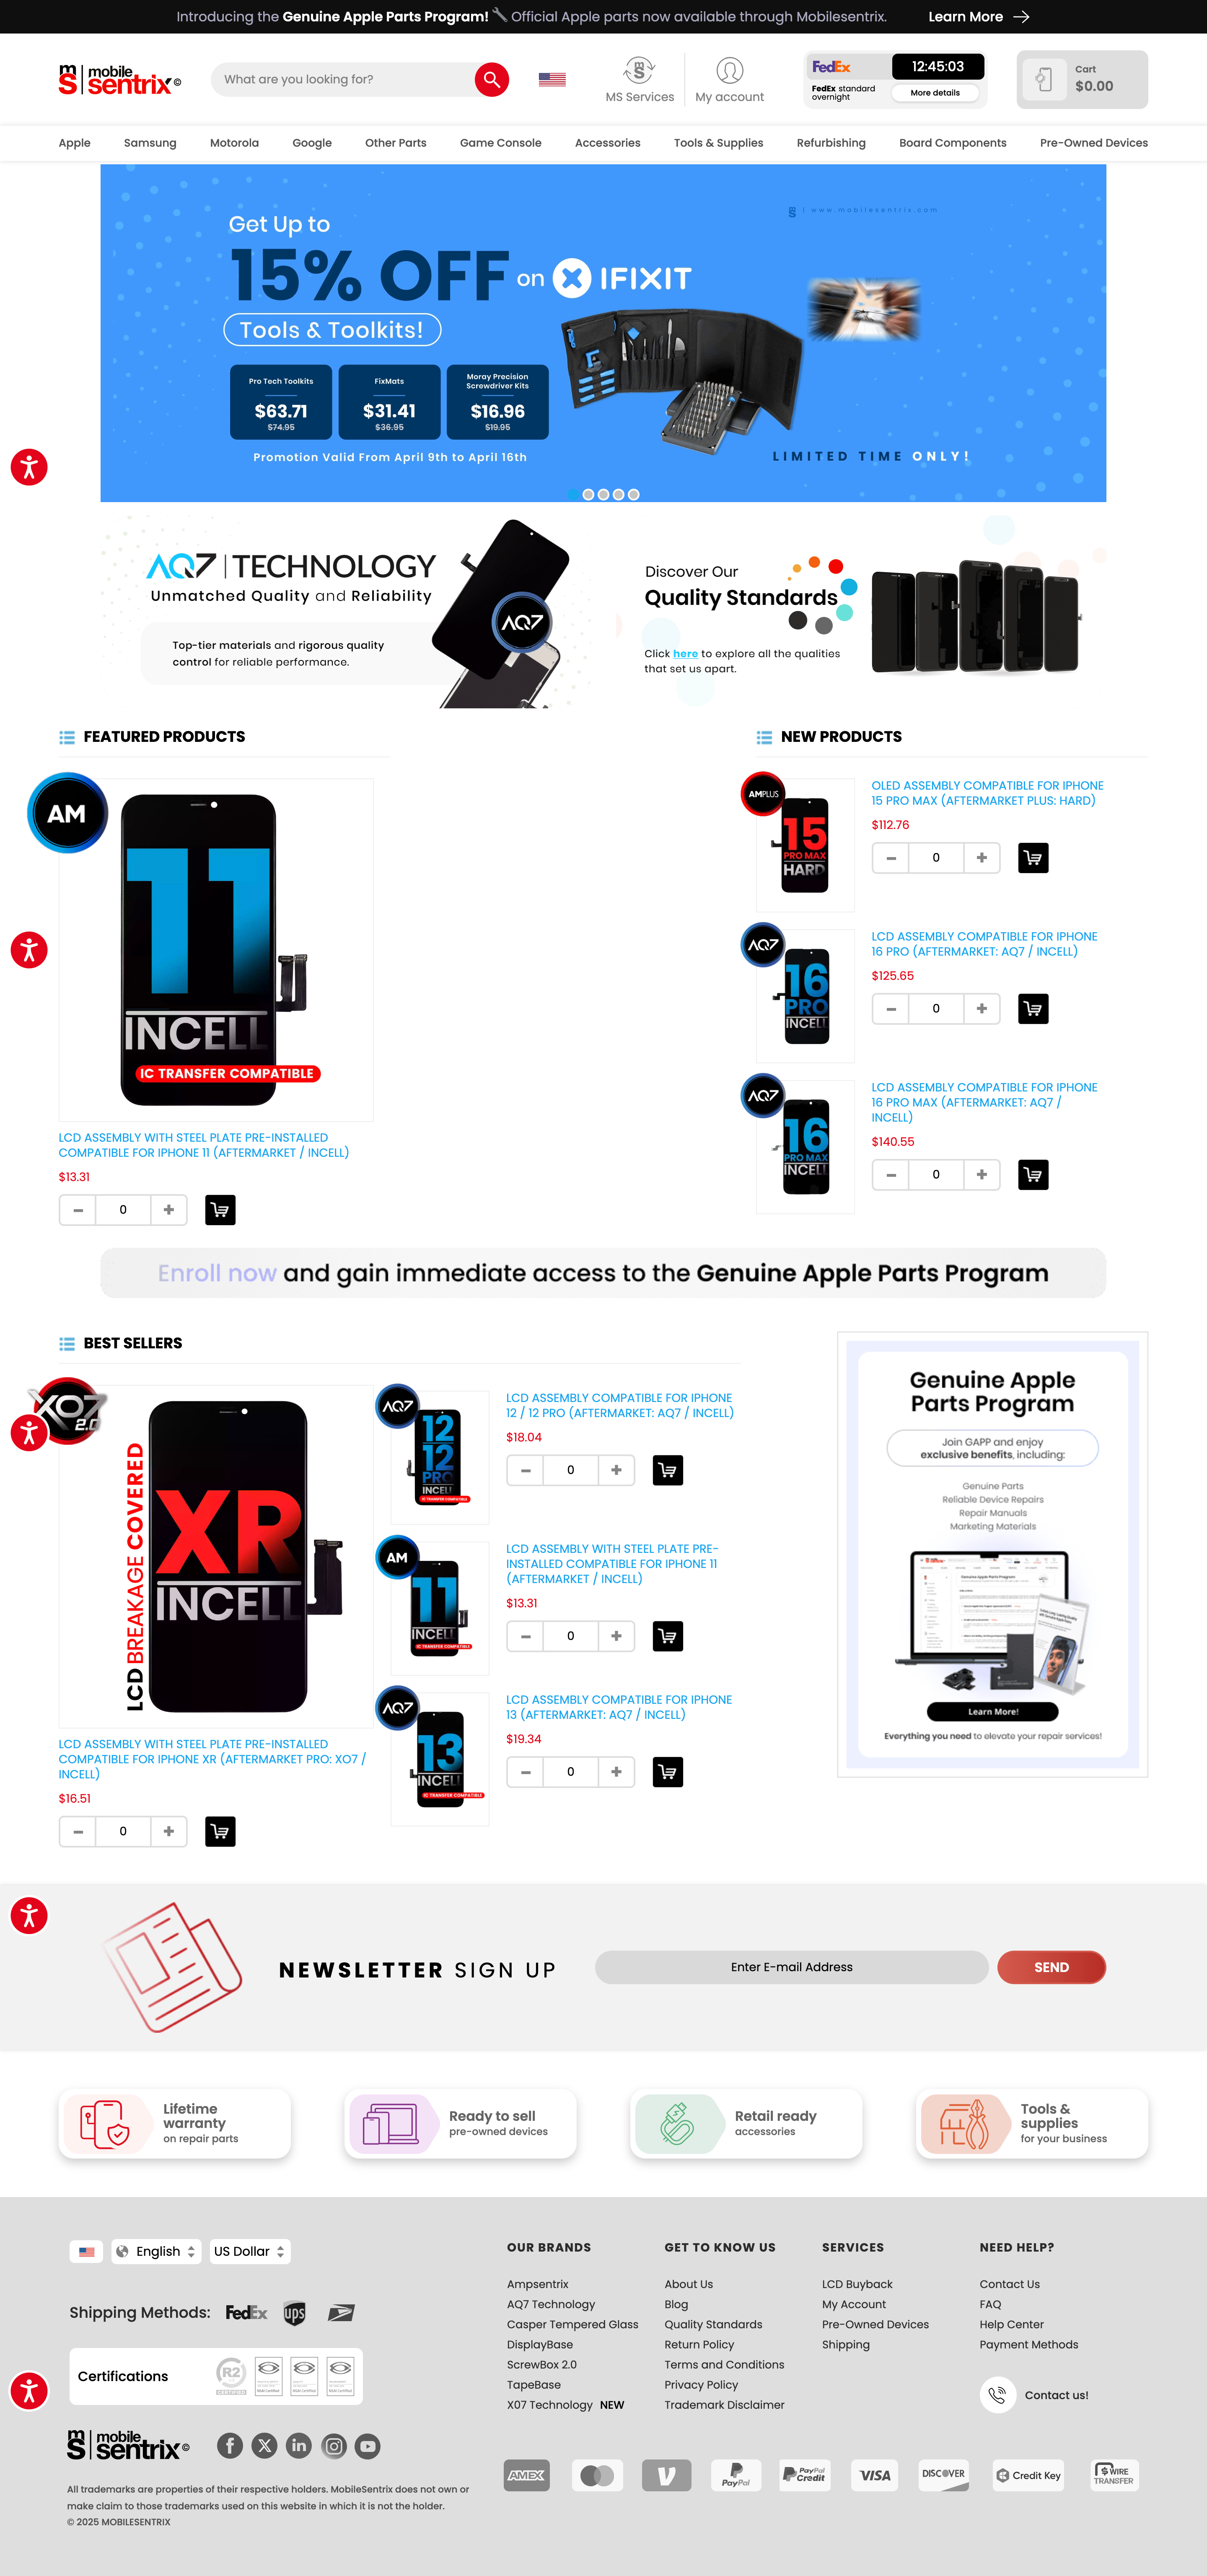 Introducing the Genuine Apple Parts Program! Official Apple parts now available through Mobilesentrix. Learn More
mobile
sentrix
What are you looking for?
MS Services
My account
FedEx
12:45:03
FedEx standard
overnight
More details
Cart
$0.00
Apple Samsung Motorola Google Other Parts Game Console Accessories Tools & Supplies Refurbishing Board Components Pre-Owned Devices
www.mobilesentrix.com
Get Up to
15% OFF on IFIXIT
Tools & Toolkits!
Pro Tech Toolkits
$63.71
$74.95
FixMats
$31.41
$36.95
Moray Precision
Screwdriver Kits
$16.96
$19.95
Promotion Valid From April 9th to April 16th
LIMITED TIME ONLY!
AQ7 | TECHNOLOGY
Unmatched Quality and Reliability
Top-tier materials and rigorous quality
control for reliable performance.
AQ7
Discover Our
Quality Standards
Click here to explore all the qualities
that set us apart.
FEATURED PRODUCTS
AM
11
INCELL
IC TRANSFER COMPATIBLE
LCD ASSEMBLY WITH STEEL PLATE PRE-INSTALLED
COMPATIBLE FOR IPHONE 11 (AFTERMARKET / INCELL)
$13.31
0
NEW PRODUCTS
AMPLUS
15
PRO MAX
HARD
OLED ASSEMBLY COMPATIBLE FOR IPHONE
15 PRO MAX (AFTERMARKET PLUS: HARD)
$112.76
0
AQ7
16
PRO
INCELL
LCD ASSEMBLY COMPATIBLE FOR IPHONE
16 PRO (AFTERMARKET: AQ7 / INCELL)
$125.65
0
AQ7
16
PRO MAX
INCELL
LCD ASSEMBLY COMPATIBLE FOR IPHONE
16 PRO MAX (AFTERMARKET: AQ7 /
INCELL)
$140.55
0
Enroll now and gain immediate access to the Genuine Apple Parts Program
BEST SELLERS
XO7
2.0
LCD BREAKAGE COVERED
XR
INCELL
LCD ASSEMBLY WITH STEEL PLATE PRE-INSTALLED
COMPATIBLE FOR IPHONE XR (AFTERMARKET PRO: XO7 /
INCELL)
$16.51
0
AQ7
12
12
PRO
INCELL
IC TRANSFER COMPATIBLE
LCD ASSEMBLY COMPATIBLE FOR IPHONE
12 / 12 PRO (AFTERMARKET: AQ7 / INCELL)
$18.04
0
AM
11
INCELL
IC TRANSFER COMPATIBLE
LCD ASSEMBLY WITH STEEL PLATE PRE-
INSTALLED COMPATIBLE FOR IPHONE 11
(AFTERMARKET / INCELL)
$13.31
0
AQ7
13
INCELL
IC TRANSFER COMPATIBLE
LCD ASSEMBLY COMPATIBLE FOR IPHONE
13 (AFTERMARKET: AQ7 / INCELL)
$19.34
0
Genuine Apple
Parts Program
Join GAPP and enjoy
exclusive benefits, including:
Genuine Parts
Reliable Device Repairs
Repair Manuals
Marketing Materials
Learn More!
Everything you need to elevate your repair services!
NEWSLETTER SIGN UP
Enter E-mail Address
SEND
Lifetime
warranty
on repair parts
Ready to sell
pre-owned devices
Retail ready
accessories
Tools &
supplies
for your business
English
US Dollar
Shipping Methods: FedEx ups
Certifications
R2
CERTIFIED
mobile
sentrix
All trademarks are properties of their respective holders. MobileSentrix does not own or
make claim to those trademarks used on this website in which it is not the holder.
© 2025 MOBILESENTRIX
OUR BRANDS
Ampsentrix
AQ7 Technology
Casper Tempered Glass
DisplayBase
ScrewBox 2.0
TapeBase
X07 Technology NEW
GET TO KNOW US
About Us
Blog
Quality Standards
Return Policy
Terms and Conditions
Privacy Policy
Trademark Disclaimer
SERVICES
LCD Buyback
My Account
Pre-Owned Devices
Shipping
NEED HELP?
Contact Us
FAQ
Help Center
Payment Methods
Contact us!
AMEX
PayPal
PayPal
Credit
VISA
DISCOVER
Credit Key
$ WIRE
TRANSFER